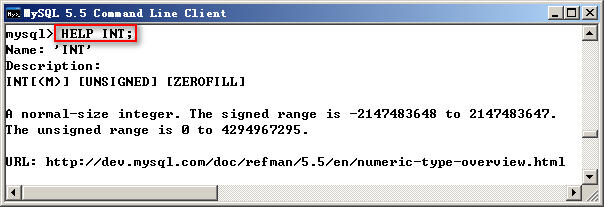 MySQL 5.5 Command Line Client
mysql> HELP INT;
Name: 'INT'
Description:
INT[(M)] [UNSIGNED] [ZEROFILL]
A normal-size integer. The signed range is -2147483648 to 2147483647.
The unsigned range is 0 to 4294967295.
URL: http://dev.mysql.com/doc/refman/5.5/en/numeric-type-overview.html